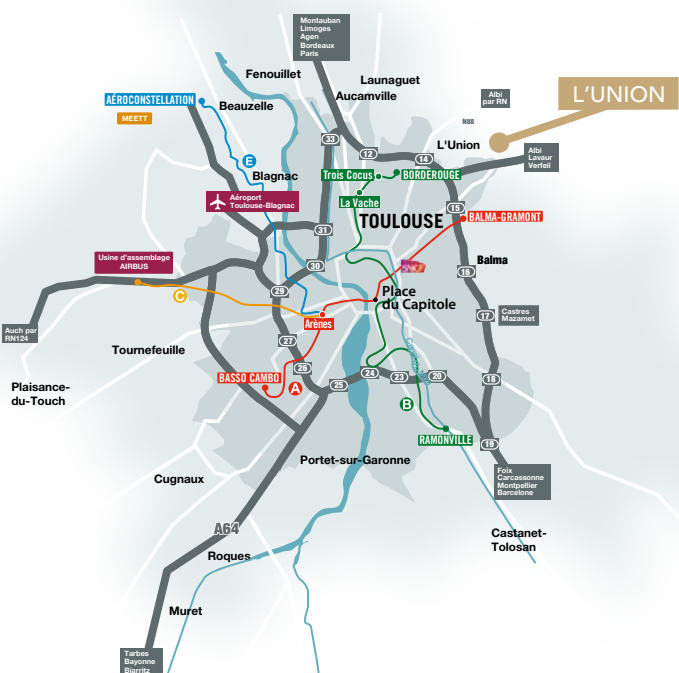 Montauban
Limoges
Agen
Bordeaux
Paris
Fenouillet
Launaguet
Aucamville
Albi
par RN
N88
L'UNION
AÉROCONSTELLATION
MEETT
Beauzelle
33
12
14
L'Union
Albi
Lavaur
Verfeil
E
Blagnac
Trois Cocus
BORDEROUGE
La Vache
Aéroport
Toulouse-Blagnac
TOULOUSE
15
BALMA-GRAMONT
31
30
Usine d'assemblage
AIRBUS
Balma
16
C
29
Place
du Capitole
Arènes
17
Castres
Mazamet
Auch par
RN124
27
Tournefeuille
26
BASSO CAMBO
A
25
24
23
20
18
Plaisance-
du-Touch
B
RAMONVILLE
19
Portet-sur-Garonne
Foix
Carcassonne
Montpellier
Barcelone
Cugnaux
A64
Castanet-
Tolosan
Roques
Muret
Tarbes
Bayonne
Biarritz